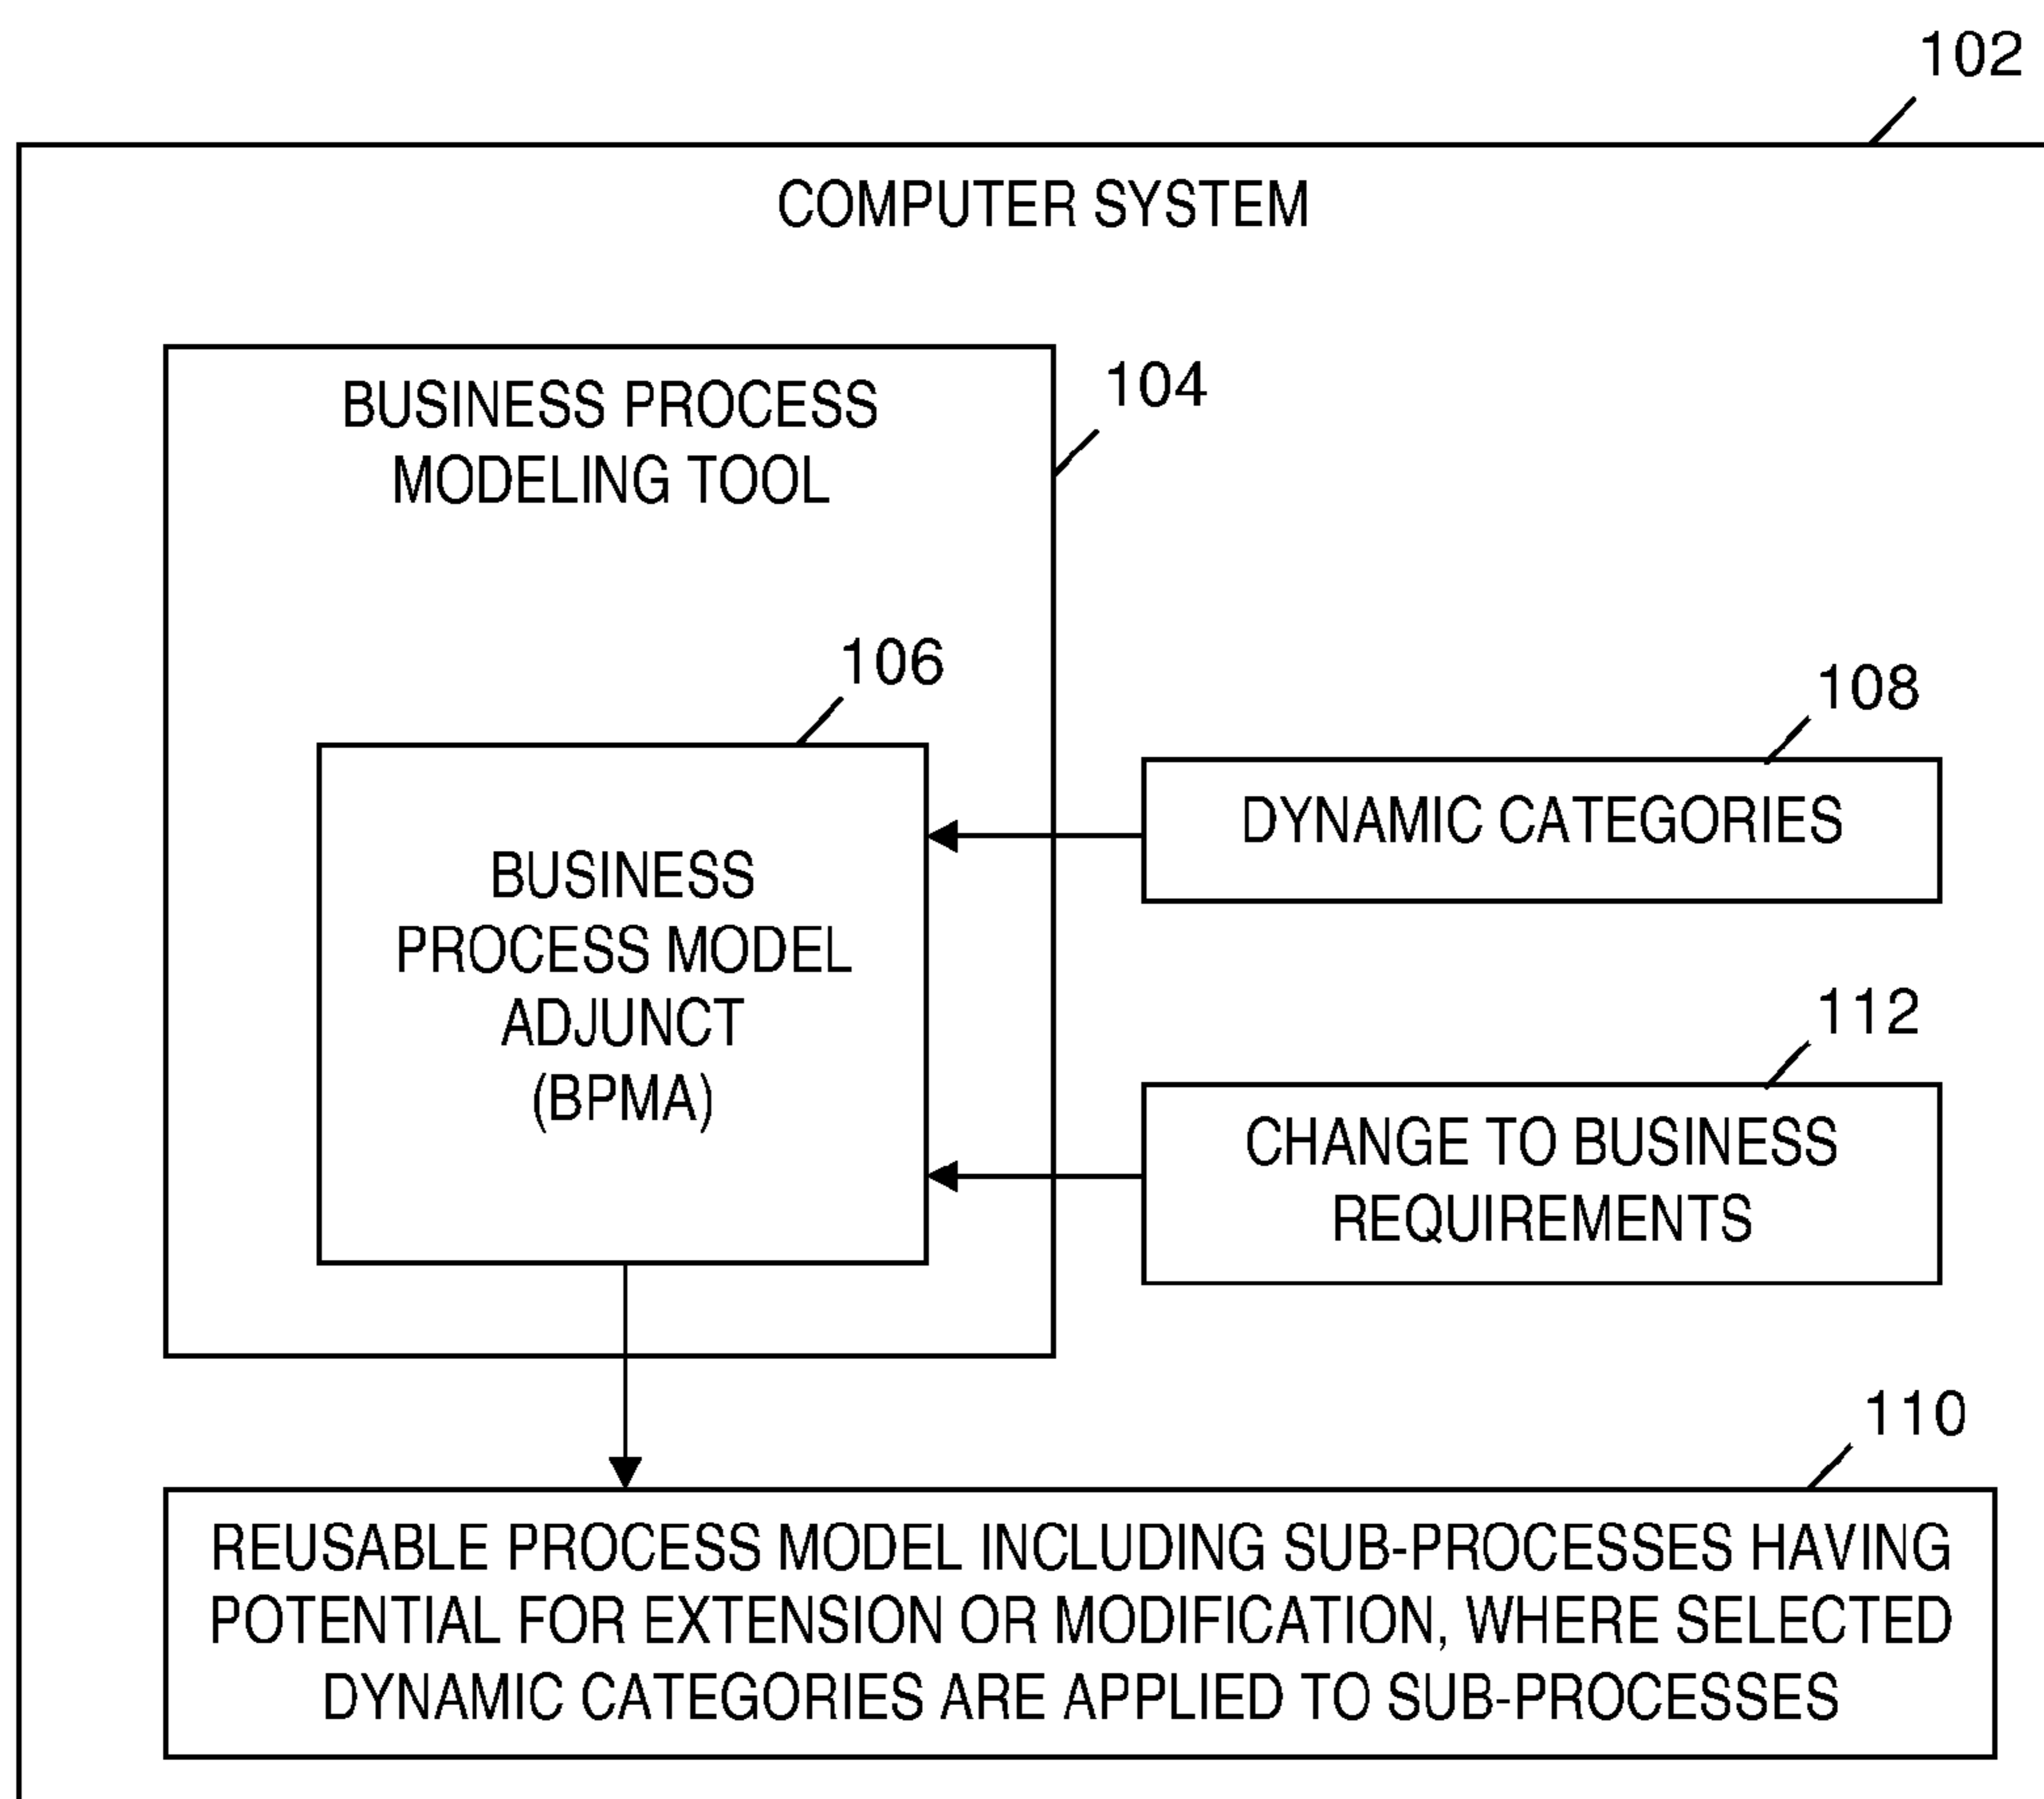 102
COMPUTER SYSTEM
BUSINESS PROCESS
MODELING TOOL
104
106
BUSINESS
PROCESS MODEL
ADJUNCT
(BPMA)
108
DYNAMIC CATEGORIES
112
CHANGE TO BUSINESS
REQUIREMENTS
110
REUSABLE PROCESS MODEL INCLUDING SUB-PROCESSES HAVING
POTENTIAL FOR EXTENSION OR MODIFICATION, WHERE SELECTED
DYNAMIC CATEGORIES ARE APPLIED TO SUB-PROCESSES